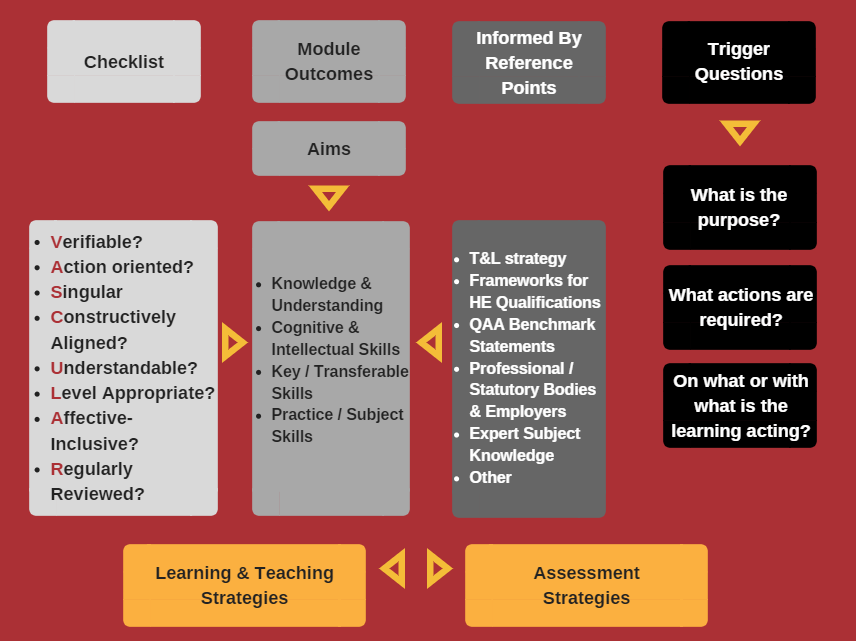 Checklist
Module
Outcomes
Informed By
Reference
Points
Trigger
Questions
Aims
• Verifiable?
• Action oriented?
• Singular
• Constructively
Aligned?
• Understandable?
• Level Appropriate?
• Affective-
Inclusive?
• Regularly
Reviewed?
• Knowledge &
Understanding
• Cognitive &
Intellectual Skills
• Key / Transferable
Skills
• Practice / Subject
Skills
• T&L strategy
• Frameworks for
HE Qualifications
• QAA Benchmark
Statements
• Professional /
Statutory Bodies
& Employers
• Expert Subject
Knowledge
• Other
What is the
purpose?
What actions are
required?
On what or with
what is the
learning acting?
Learning & Teaching
Strategies
Assessment
Strategies